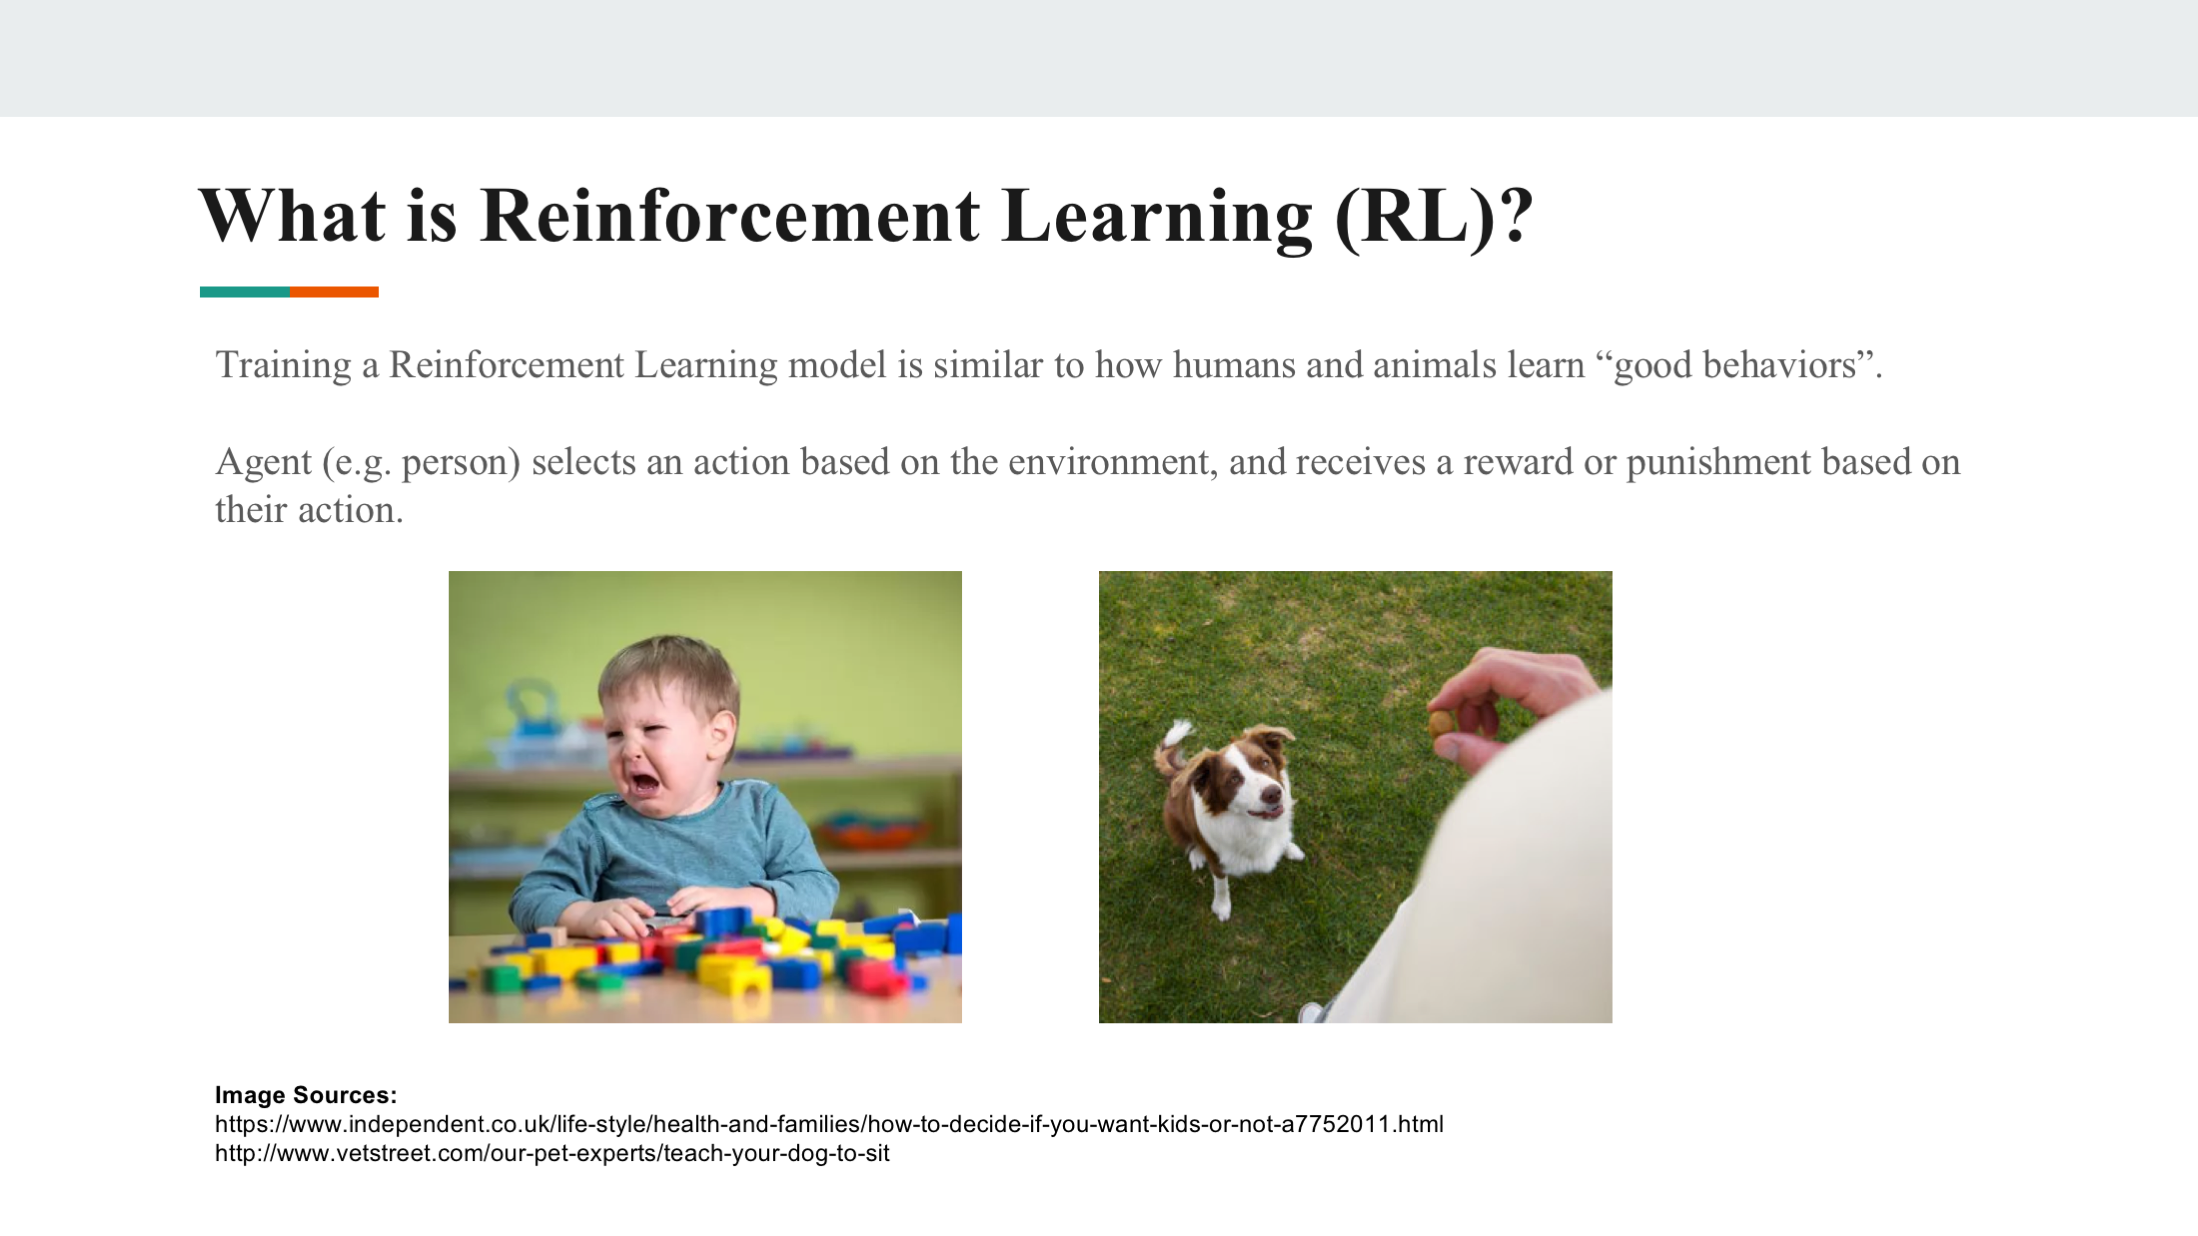 What is Reinforcement Learning (RL)?
Training a Reinforcement Learning model is similar to how humans and animals learn “good behaviors”.
Agent (e.g. person) selects an action based on the environment, and receives a reward or punishment based on
their action.
Image Sources:
https://www.independent.co.uk/life-style/health-and-families/how-to-decide-if-you-want-kids-or-not-a7752011.html
http://www.vetstreet.com/our-pet-experts/teach-your-dog-to-sit